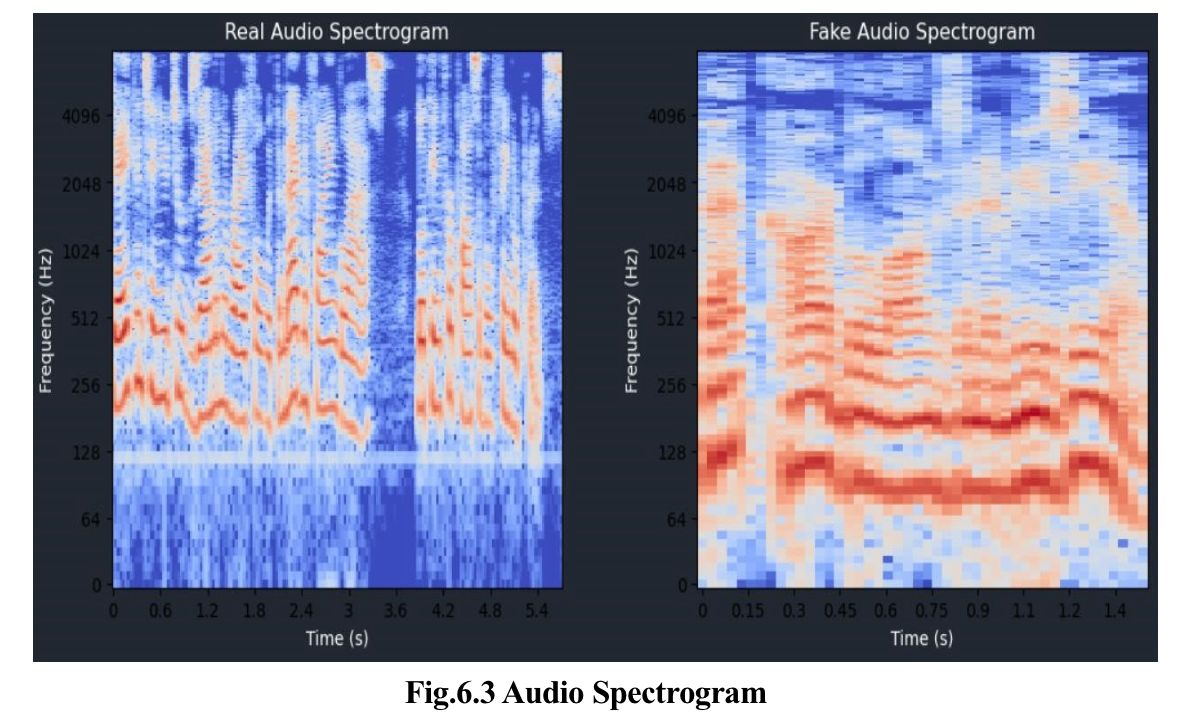 Real Audio Spectrogram
Fake Audio Spectrogram
Frequency (Hz)
4096
2048
1024
512
256
128
64
0
0 0.6 1.2 1.8 2.4 3 3.6 4.2 4.8 5.4
Time (s)
Frequency (Hz)
4096
2048
1024
512
256
128
64
0
0 0.15 0.3 0.45 0.6 0.75 0.9 1.1 1.2 1.4
Time (s)
Fig.6.3 Audio Spectrogram